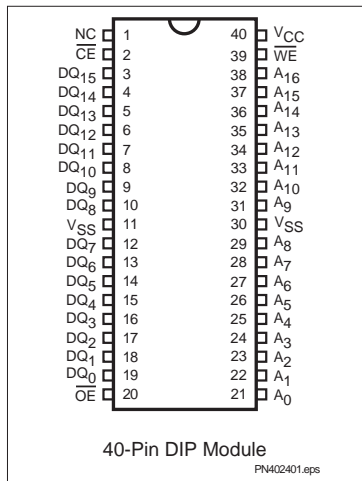 NC 1 40 VCC
CE 2 39 WE
DQ15 3 38 A16
DQ14 4 37 A15
DQ13 5 36 A14
DQ12 6 35 A13
DQ11 7 34 A12
DQ10 8 33 A11
DQ9 9 32 A10
DQ8 10 31 A9
VSS 11 30 VSS
DQ7 12 29 A8
DQ6 13 28 A7
DQ5 14 27 A6
DQ4 15 26 A5
DQ3 16 25 A4
DQ2 17 24 A3
DQ1 18 23 A2
DQ0 19 22 A1
OE 20 21 A0
40-Pin DIP Module
PN402401.eps